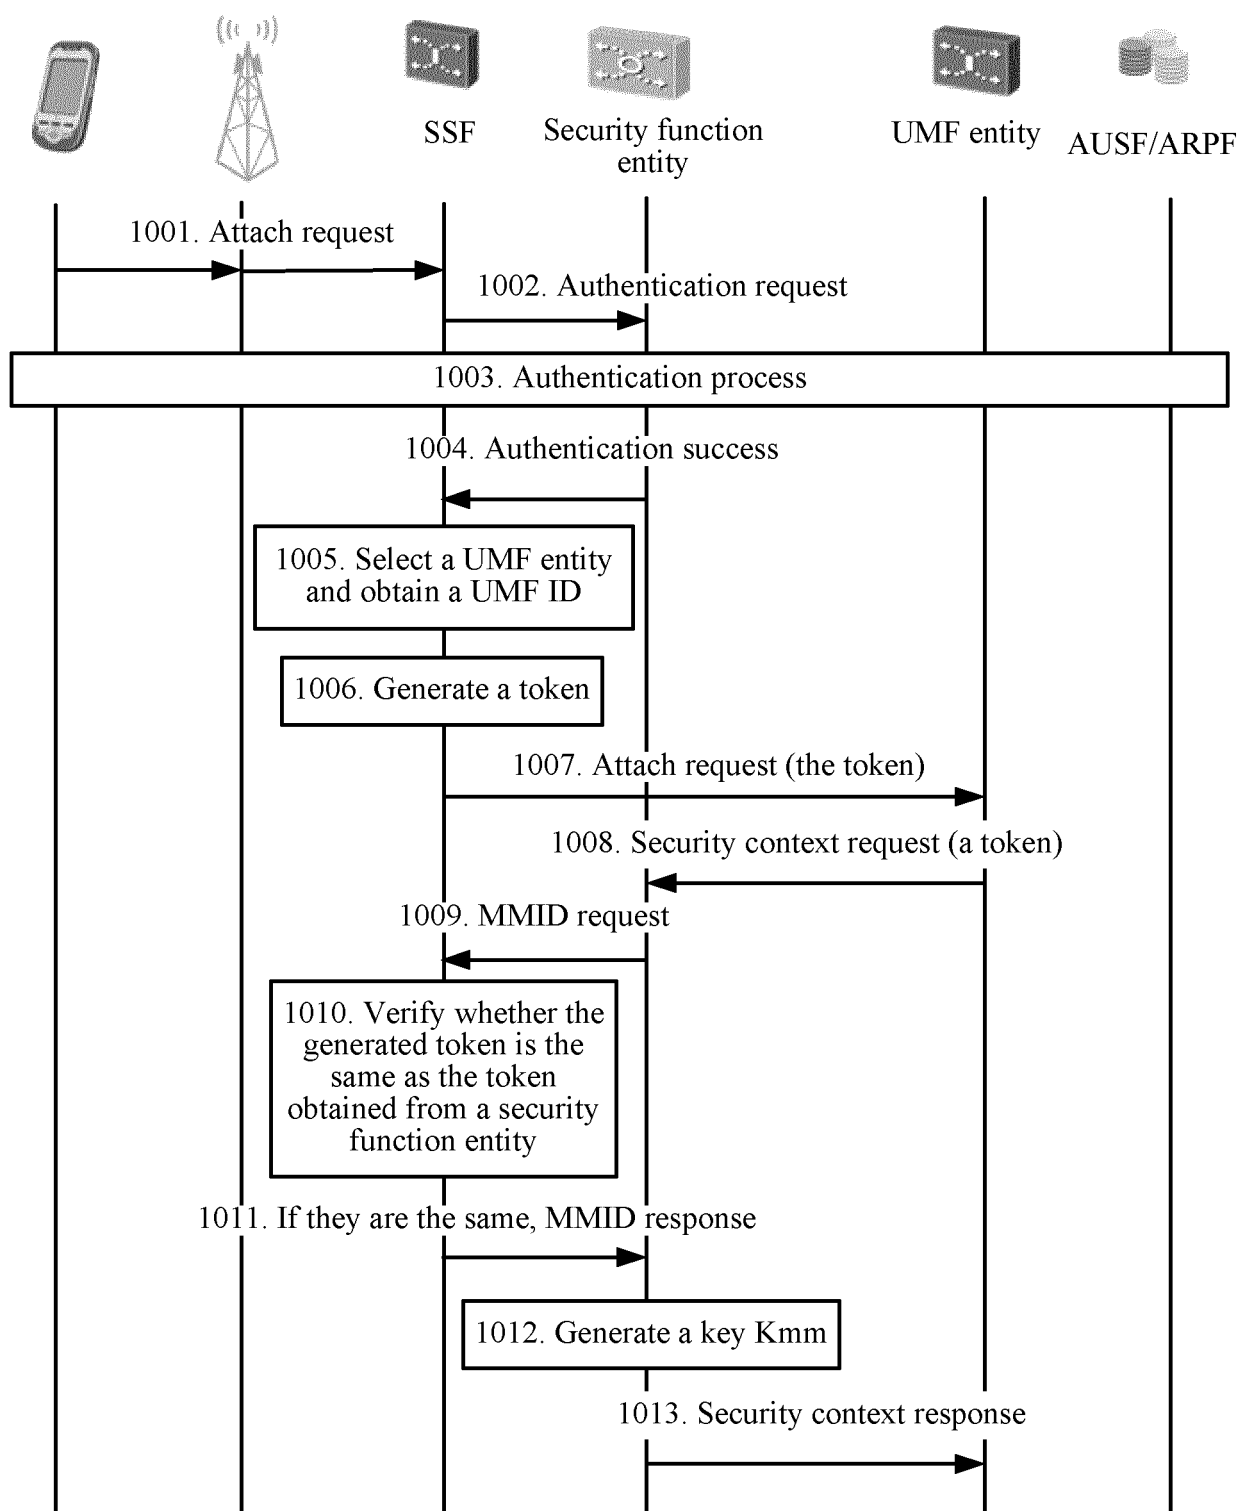 SSF
Security function
entity
UMF entity
AUSF/ARPF
1001. Attach request
1002. Authentication request
1003. Authentication process
1004. Authentication success
1005. Select a UMF entity
and obtain a UMF ID
1006. Generate a token
1007. Attach request (the token)
1008. Security context request (a token)
1009. MMID request
1010. Verify whether the
generated token is the
same as the token
obtained from a security
function entity
1011. If they are the same, MMID response
1012. Generate a key Kmm
1013. Security context response